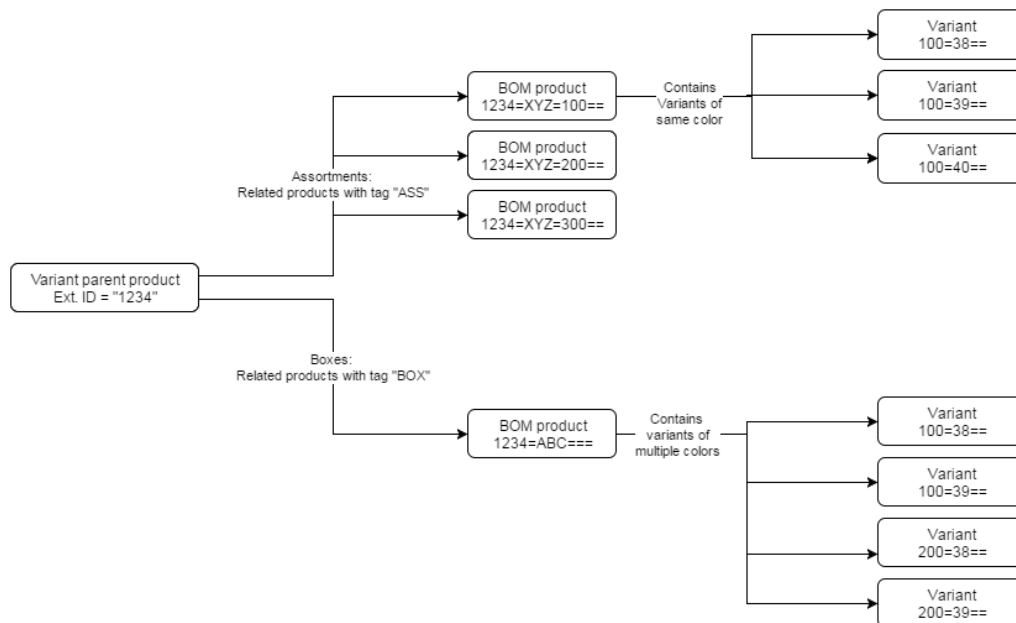 Variant parent product
Ext. ID = "1234"
Assortments:
Related products with tag "ASS"
BOM product
1234=XYZ=100==
BOM product
1234=XYZ=200==
BOM product
1234=XYZ=300==
Contains
Variants of
same color
Variant
100=38==
Variant
100=39==
Variant
100=40==
Boxes:
Related products with tag "BOX"
BOM product
1234=ABC===
Contains
variants of
multiple colors
Variant
100=38==
Variant
100=39==
Variant
200=38==
Variant
200=39==